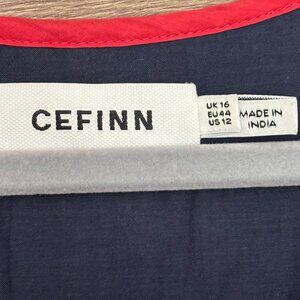 CEFINN
UK 16
EU 44
US 12
MADE IN
INDIA